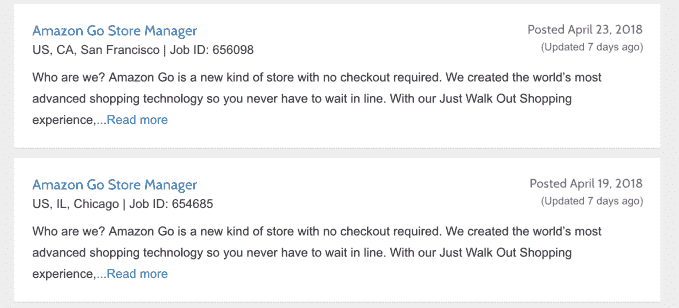 Amazon Go Store Manager
Posted April 23, 2018
US, CA, San Francisco | Job ID: 656098
(Updated 7 days ago)
Who are we? Amazon Go is a new kind of store with no checkout required. We created the world’s most
advanced shopping technology so you never have to wait in line. With our Just Walk Out Shopping
experience,...Read more
Amazon Go Store Manager
Posted April 19, 2018
US, IL, Chicago | Job ID: 654685
(Updated 7 days ago)
Who are we? Amazon Go is a new kind of store with no checkout required. We created the world’s most
advanced shopping technology so you never have to wait in line. With our Just Walk Out Shopping
experience,...Read more